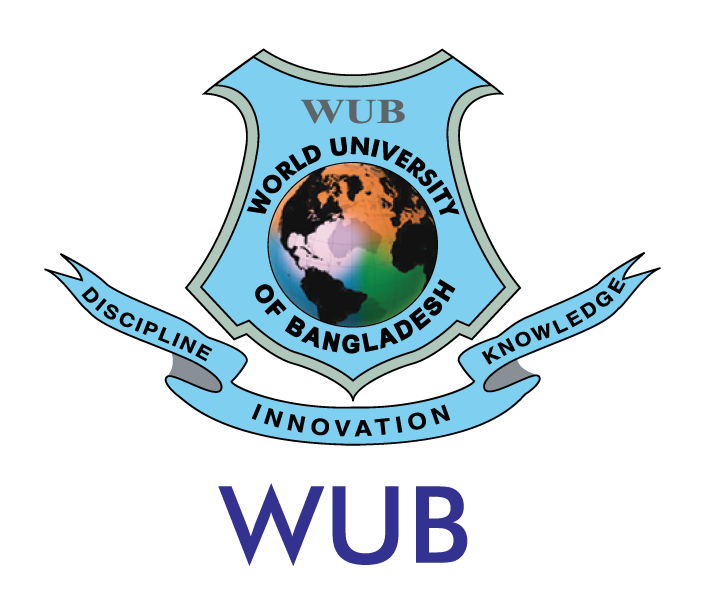 WUB
WORLD UNIVERSITY
OF BANGLADESH
DISCIPLINE
INNOVATION
KNOWLEDGE
WUB